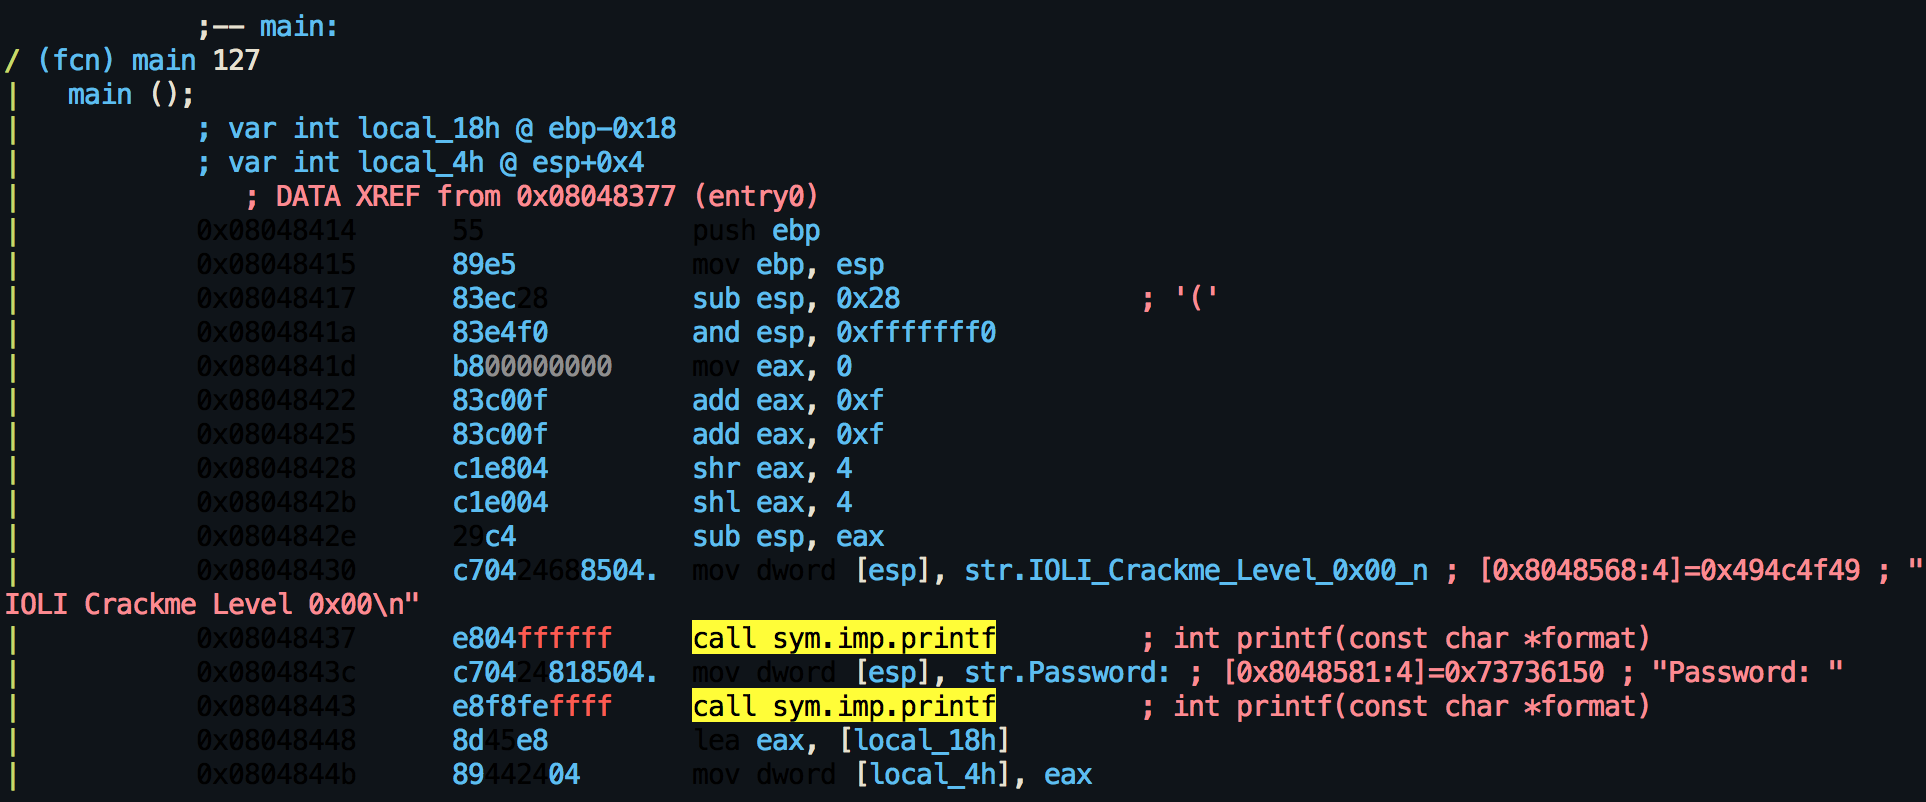 ;-- main:
/ (fcn) main 127
|   main ();
|           ; var int local_18h @ ebp-0x18
|           ; var int local_4h @ esp+0x4
|              ; DATA XREF from 0x08048377 (entry0)
|           0x08048414      55             push ebp
|           0x08048415      89e5           mov ebp, esp
|           0x08048417      83ec28         sub esp, 0x28               ; '('
|           0x0804841a      83e4f0         and esp, 0xfffffff0
|           0x0804841d      b800000000     mov eax, 0
|           0x08048422      83c00f         add eax, 0xf
|           0x08048425      83c00f         add eax, 0xf
|           0x08048428      c1e804         shr eax, 4
|           0x0804842b      c1e004         shl eax, 4
|           0x0804842e      29c4           sub esp, eax
|           0x08048430      c70424688504.  mov dword [esp], str.IOLI_Crackme_Level_0x00_n ; [0x8048568:4]=0x494c4f49 ; "
IOLI Crackme Level 0x00\n"
|           0x08048437      e804ffffff     call sym.imp.printf         ; int printf(const char *format)
|           0x0804843c      c70424818504.  mov dword [esp], str.Password: ; [0x8048581:4]=0x73736150 ; "Password: "
|           0x08048443      e8f8feffff     call sym.imp.printf         ; int printf(const char *format)
|           0x08048448      8d45e8         lea eax, [local_18h]
|           0x0804844b      89442404       mov dword [local_4h], eax